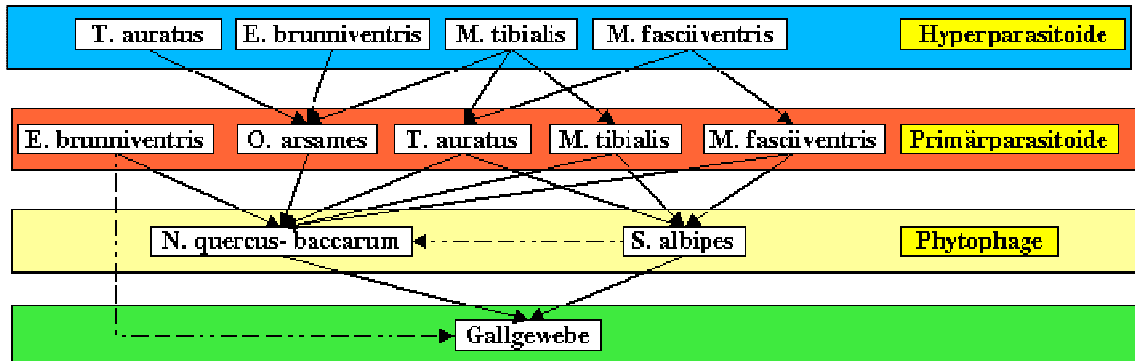 T. auratus E. brunniventris M. tibialis M. fasciiventris Hyperparasitoide
E. brunniventris O. arsames T. auratus M. tibialis M. fasciiventris Primärparasitoide
N. quercus- baccarum S. albipes Phytophage
Gallgewebe